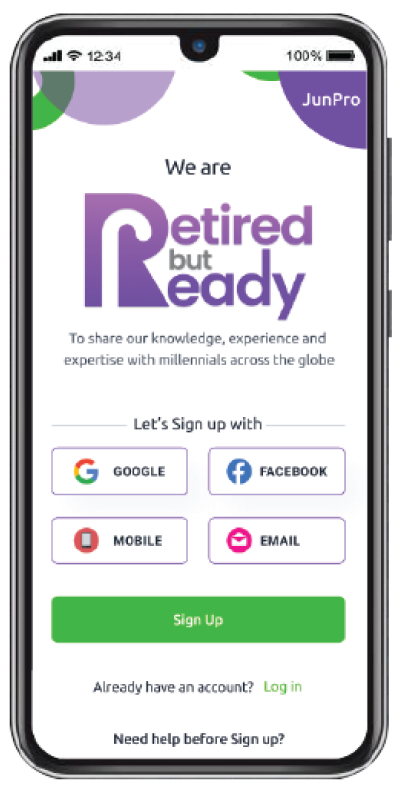 12:34 100%
JunPro
We are
Retired
but
Ready
To share our knowledge, experience and
expertise with millennials across the globe
Let's Sign up with
GOOGLE FACEBOOK
MOBILE EMAIL
Sign Up
Already have an account? Log in
Need help before Sign up?